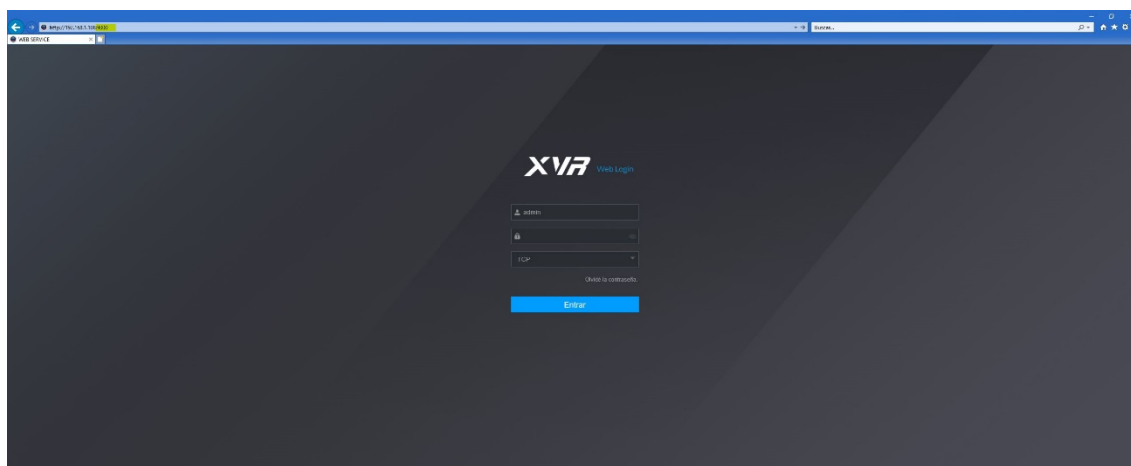 WEB SERVICE
XVR Web Login
admin
TCP
Olvidé la contraseña
Entrar